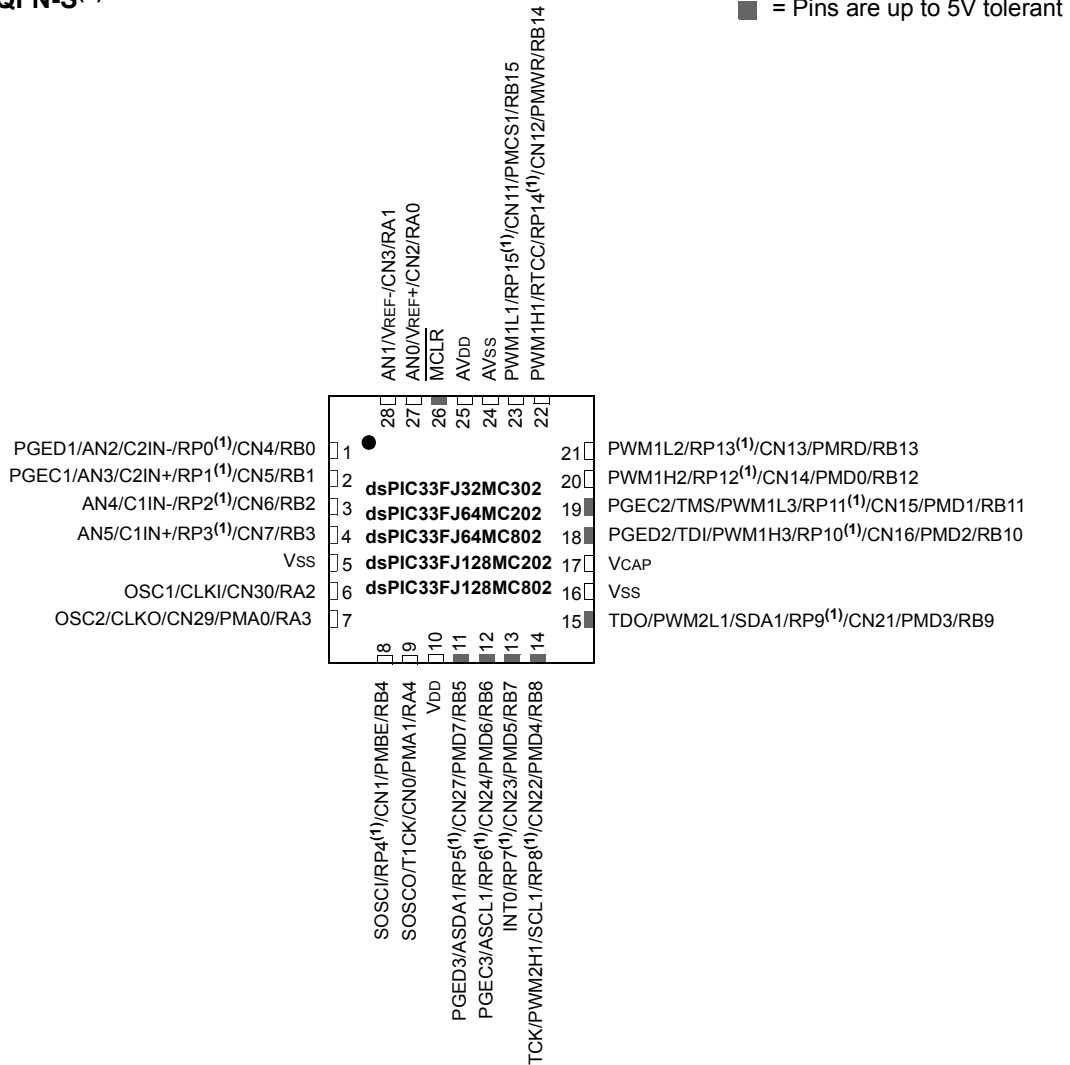 = Pins are up to 5V tolerant
AN1/VREF-/CN3/RA1
AN0/VREF+/CN2/RA0
MCLR
AVDD
AVSS
PWM1L1/RP15(1)/CN11/PMCS1/RB15
PWM1H1/RTCC/RP14(1)/CN12/PMWR/RB14
28
27
26
25
24
23
22
PGED1/AN2/C2IN-/RP0(1)/CN4/RB0
1
PGEC1/AN3/C2IN+/RP1(1)/CN5/RB1
2
AN4/C1IN-/RP2(1)/CN6/RB2
3
AN5/C1IN+/RP3(1)/CN7/RB3
4
VSS
5
OSC1/CLKI/CN30/RA2
6
OSC2/CLKO/CN29/PMA0/RA3
7
dsPIC33FJ32MC302
dsPIC33FJ64MC202
dsPIC33FJ64MC802
dsPIC33FJ128MC202
dsPIC33FJ128MC802
21
PWM1L2/RP13(1)/CN13/PMRD/RB13
20
PWM1H2/RP12(1)/CN14/PMD0/RB12
19
PGEC2/TMS/PWM1L3/RP11(1)/CN15/PMD1/RB11
18
PGED2/TDI/PWM1H3/RP10(1)/CN16/PMD2/RB10
17
VCAP
16
VSS
15
TDO/PWM2L1/SDA1/RP9(1)/CN21/PMD3/RB9
8
9
10
11
12
13
14
SOSCI/RP4(1)/CN1/PMBE/RB4
SOSCO/T1CK/CN0/PMA1/RA4
VDD
PGED3/ASDA1/RP5(1)/CN27/PMD7/RB5
PGEC3/ASCL1/RP6(1)/CN24/PMD6/RB6
INT0/RP7(1)/CN23/PMD5/RB7
TCK/PWM2H1/SCL1/RP8(1)/CN22/PMD4/RB8